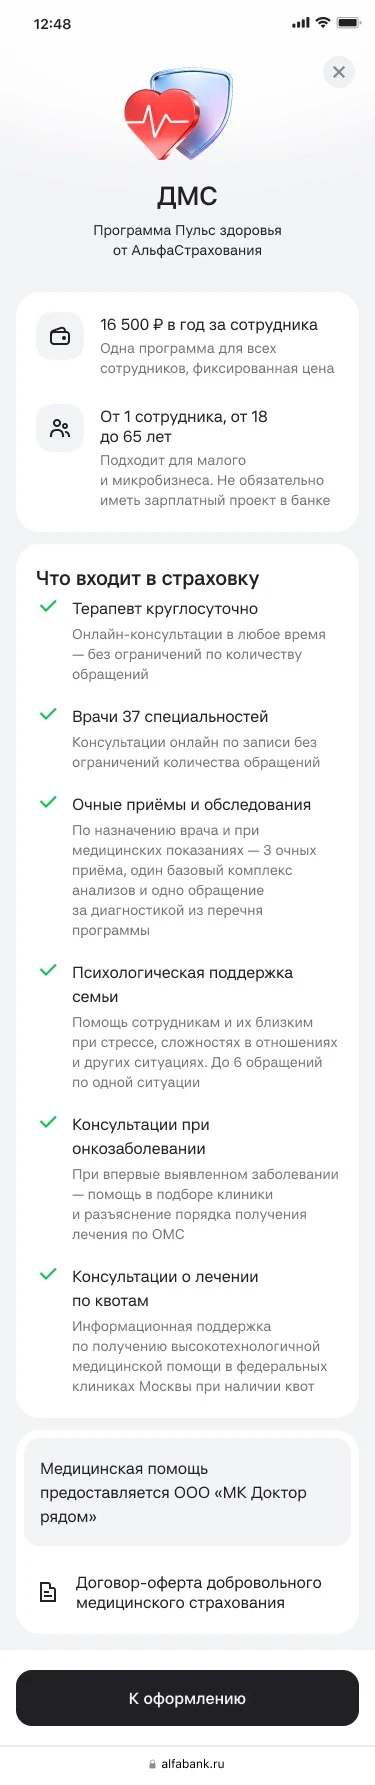 12:48
ДМС
Программа Пульс здоровья
от АльфаСтрахования
16 500 ₽ в год за сотрудника
Одна программа для всех
сотрудников, фиксированная цена
От 1 сотрудника, от 18
до 65 лет
Подходит для малого
и микробизнеса. Не обязательно
иметь зарплатный проект в банке
Что входит в страховку
Терапевт круглосуточно
Онлайн-консультации в любое время
— без ограничений по количеству
обращений
Врачи 37 специальностей
Консультации онлайн по записи без
ограничений количества обращений
Очные приёмы и обследования
По назначению врача и при
медицинских показаниях — 3 очных
приёма, один базовый комплекс
анализов и одно обращение
за диагностикой из перечня
программы
Психологическая поддержка
семьи
Помощь сотрудникам и их близким
при стрессе, сложностях в отношениях
и других ситуациях. До 6 обращений
по одной ситуации
Консультации при
онкозаболевании
При впервые выявленном заболевании
— помощь в подборе клиники
и разъяснение порядка получения
лечения по ОМС
Консультации о лечении
по квотам
Информационная поддержка
по получению высокотехнологичной
медицинской помощи в федеральных
клиниках Москвы при наличии квот
Медицинская помощь
предоставляется ООО «МК Доктор
рядом»
Договор-оферта добровольного
медицинского страхования
К оформлению
alfabank.ru